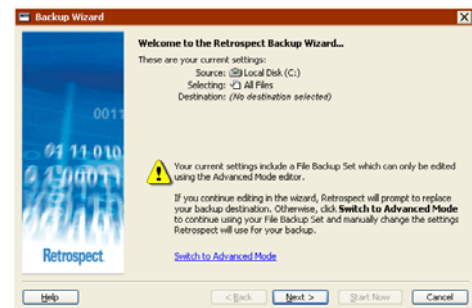 Backup Wizard
Welcome to the Retrospect Backup Wizard...
These are your current settings:
Source: Local Disk (C:)
Selecting: All Files
Destination: (No destination selected)
0011
01 11 010
Your current settings include a File Backup Set which can only be edited
using the Advanced Mode editor.
If you continue editing in the wizard, Retrospect will prompt to replace
your backup destination. Otherwise, click Switch to Advanced Mode
to continue using your File Backup Set and manually change the settings
Retrospect will use for your backup.
Retrospect
Switch to Advanced Mode
Help
< Back
Next >
Start Now
Cancel